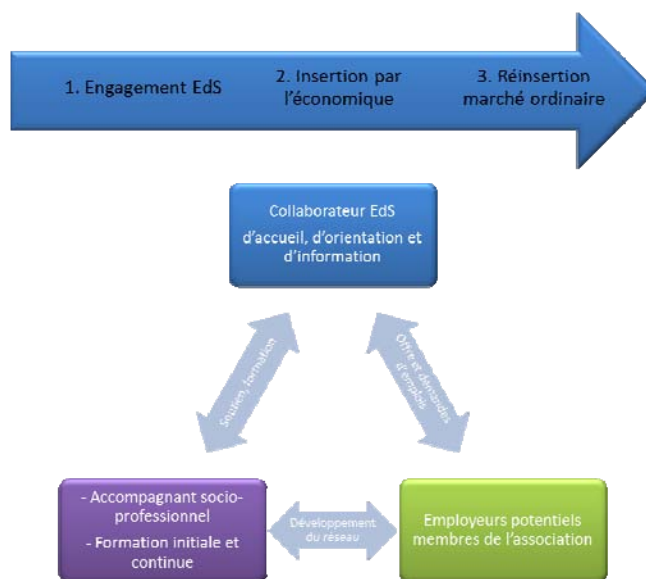 1. Engagement EdS
2. Insertion par
l'économique
3. Réinsertion
marché ordinaire
Collaborateur EdS
d'accueil, d'orientation et
d'information
Soutien, formation
Offre et demandes
d'emplois
- Accompagnant socio-
professionnel
- Formation initiale et
continue
Développement
du réseau
Employeurs potentiels
membres de l'association